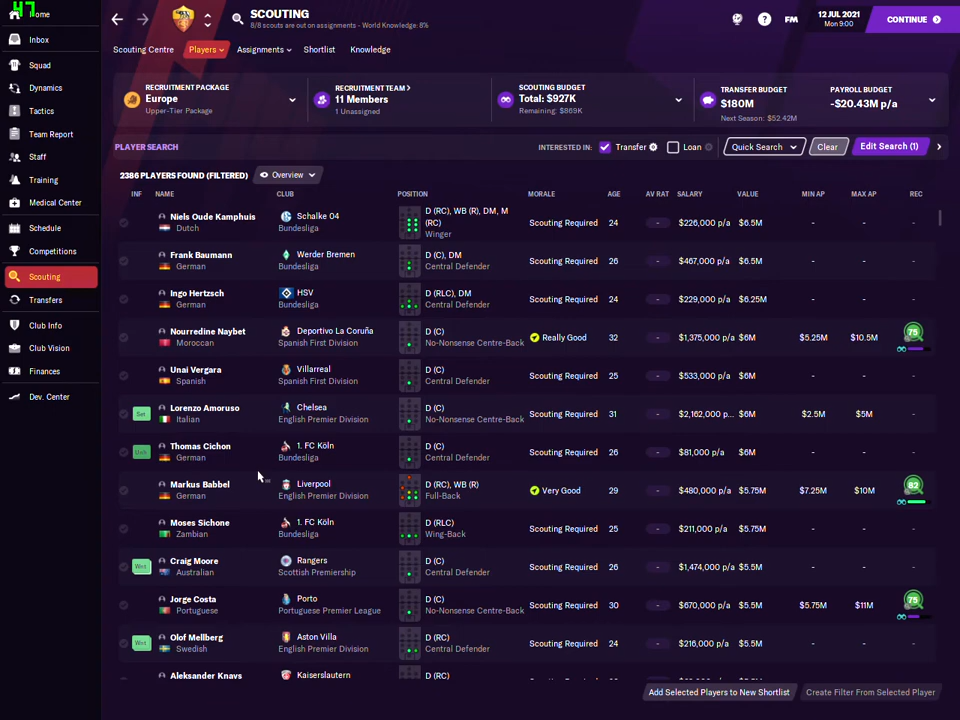 47
Home
SCOUTING
8/8 scouts are out on assignments - World Knowledge: 8%
FM
12 JUL 2021
Mon 9:00
CONTINUE
Inbox
Squad
Dynamics
Tactics
Team Report
Staff
Training
Medical Center
Schedule
Competitions
Scouting
Transfers
Club Info
Club Vision
Finances
Dev. Center
Scouting Centre
Players
Assignments
Shortlist
Knowledge
RECRUITMENT PACKAGE
Europe
Upper-Tier Package
RECRUITMENT TEAM >
11 Members
1 Unassigned
SCOUTING BUDGET
Total: $927K
Remaining: $869K
TRANSFER BUDGET
$180M
Next Season: $52.42M
PAYROLL BUDGET
-$20.43M p/a
PLAYER SEARCH
INTERESTED IN:
Transfer
Loan
Quick Search
Clear
Edit Search (1)
2386 PLAYERS FOUND (FILTERED)
Overview
INF NAME CLUB POSITION MORALE AGE AV RAT SALARY VALUE MIN AP MAX AP REC
Niels Oude Kamphuis Schalke 04 D (RC), WB (R), DM, M (RC) Scouting Required 24 - $226,000 p/a $6.5M - - -
Dutch Bundesliga Winger
Frank Baumann Werder Bremen D (C), DM Scouting Required 26 - $467,000 p/a $6.5M - - -
German Bundesliga Central Defender
Ingo Hertzsch HSV D (RLC), DM Scouting Required 24 - $229,000 p/a $6.25M - - -
German Bundesliga Central Defender
Nourredine Naybet Deportivo La Coruña D (C) Really Good 32 - $1,375,000 p/a $6M $5.25M $10.5M 75
Moroccan Spanish First Division No-Nonsense Centre-Back
Unai Vergara Villarreal D (C) Scouting Required 25 - $533,000 p/a $6M - - -
Spanish Spanish First Division Central Defender
Set Lorenzo Amoruso Chelsea D (C) Scouting Required 31 - $2,162,000 p... $6M $2.5M $5M -
Italian English Premier Division No-Nonsense Centre-Back
Thomas Cichon 1. FC Köln D (C) Scouting Required 26 - $81,000 p/a $6M - - -
German Bundesliga Central Defender
Markus Babbel Liverpool D (RC), WB (R) Very Good 29 - $480,000 p/a $5.75M $7.25M $10M 82
German English Premier Division Full-Back
Moses Sichone 1. FC Köln D (RLC) Scouting Required 25 - $211,000 p/a $5.75M - - -
Zambian Bundesliga Wing-Back
Wnt Craig Moore Rangers D (C) Scouting Required 26 - $1,474,000 p/a $5.5M - - -
Australian Scottish Premiership Central Defender
Jorge Costa Porto D (C) Scouting Required 30 - $670,000 p/a $5.5M $5.75M $11M 75
Portuguese Portuguese Premier League No-Nonsense Centre-Back
Wnt Olof Mellberg Aston Villa D (RC) Scouting Required 24 - $216,000 p/a $5.5M - - -
Swedish English Premier Division Central Defender
Aleksander Knavs Kaiserslautern D (RC)
Add Selected Players to New Shortlist
Create Filter From Selected Player